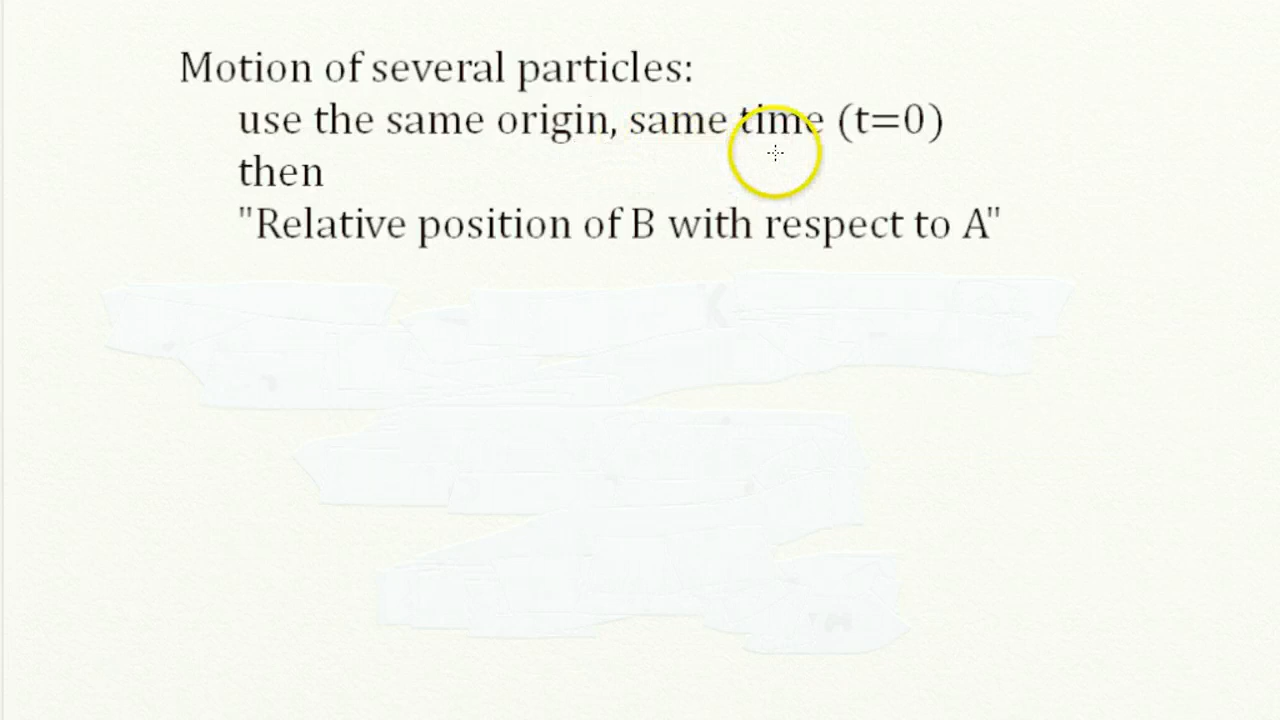 Motion of several particles:
use the same origin, same time (t=0)
then
"Relative position of B with respect to A"